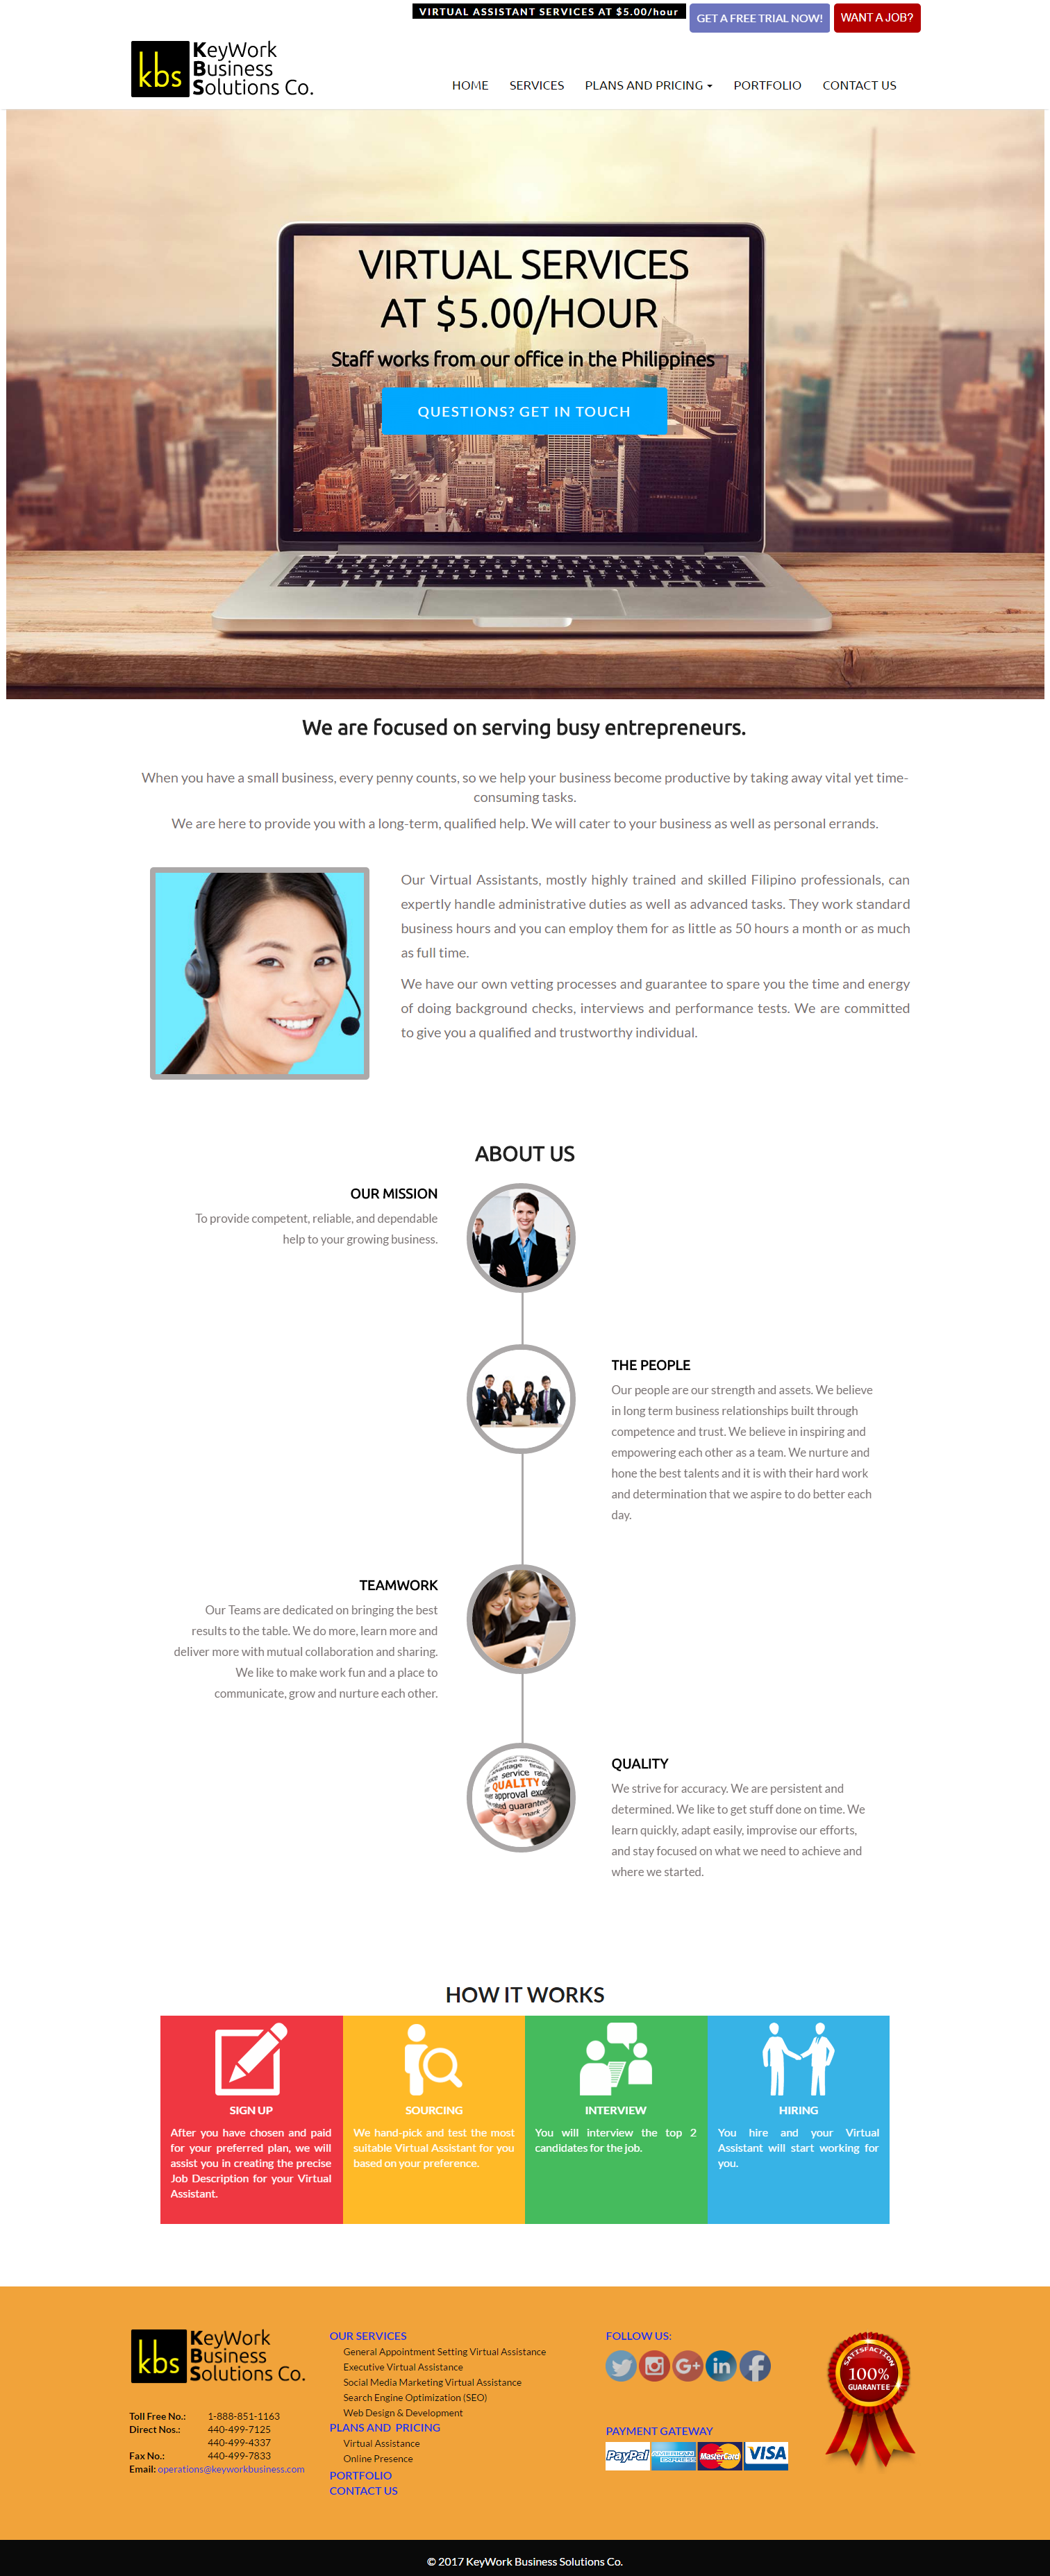 VIRTUAL ASSISTANT SERVICES AT $5.00/hour
GET A FREE TRIAL NOW!
WANT A JOB?
kbs
KeyWork
Business
Solutions Co.
HOME
SERVICES
PLANS AND PRICING
PORTFOLIO
CONTACT US
VIRTUAL SERVICES
AT $5.00/HOUR
Staff works from our office in the Philippines
QUESTIONS? GET IN TOUCH
We are focused on serving busy entrepreneurs.
When you have a small business, every penny counts, so we help your business become productive by taking away vital yet time-
consuming tasks.
We are here to provide you with a long-term, qualified help. We will cater to your business as well as personal errands.
Our Virtual Assistants, mostly highly trained and skilled Filipino professionals, can
expertly handle administrative duties as well as advanced tasks. They work standard
business hours and you can employ them for as little as 50 hours a month or as much
as full time.
We have our own vetting processes and guarantee to spare you the time and energy
of doing background checks, interviews and performance tests. We are committed
to give you a qualified and trustworthy individual.
ABOUT US
OUR MISSION
To provide competent, reliable, and dependable
help to your growing business.
THE PEOPLE
Our people are our strength and assets. We believe
in long term business relationships built through
competence and trust. We believe in inspiring and
empowering each other as a team. We nurture and
hone the best talents and it is with their hard work
and determination that we aspire to do better each
day.
TEAMWORK
Our Teams are dedicated on bringing the best
results to the table. We do more, learn more and
deliver more with mutual collaboration and sharing.
We like to make work fun and a place to
communicate, grow and nurture each other.
service
QUALITY
approval
guarantee
QUALITY
We strive for accuracy. We are persistent and
determined. We like to get stuff done on time. We
learn quickly, adapt easily, improvise our efforts,
and stay focused on what we need to achieve and
where we started.
HOW IT WORKS
SIGN UP
After you have chosen and paid
for your preferred plan, we will
assist you in creating the precise
Job Description for your Virtual
Assistant.
SOURCING
We hand-pick and test the most
suitable Virtual Assistant for you
based on your preference.
INTERVIEW
You will interview the top 2
candidates for the job.
HIRING
You hire and your Virtual
Assistant will start working for
you.
kbs
KeyWork
Business
Solutions Co.
Toll Free No.: 1-888-851-1163
Direct Nos.: 440-499-7125
440-499-4337
Fax No.: 440-499-7833
Email: operations@keyworkbusiness.com
OUR SERVICES
General Appointment Setting Virtual Assistance
Executive Virtual Assistance
Social Media Marketing Virtual Assistance
Search Engine Optimization (SEO)
Web Design & Development
PLANS AND PRICING
Virtual Assistance
Online Presence
PORTFOLIO
CONTACT US
FOLLOW US:
G+
in
f
PAYMENT GATEWAY
PayPal
AMERICAN EXPRESS
MasterCard
VISA
SATISFACTION
100%
GUARANTEE
© 2017 KeyWork Business Solutions Co.